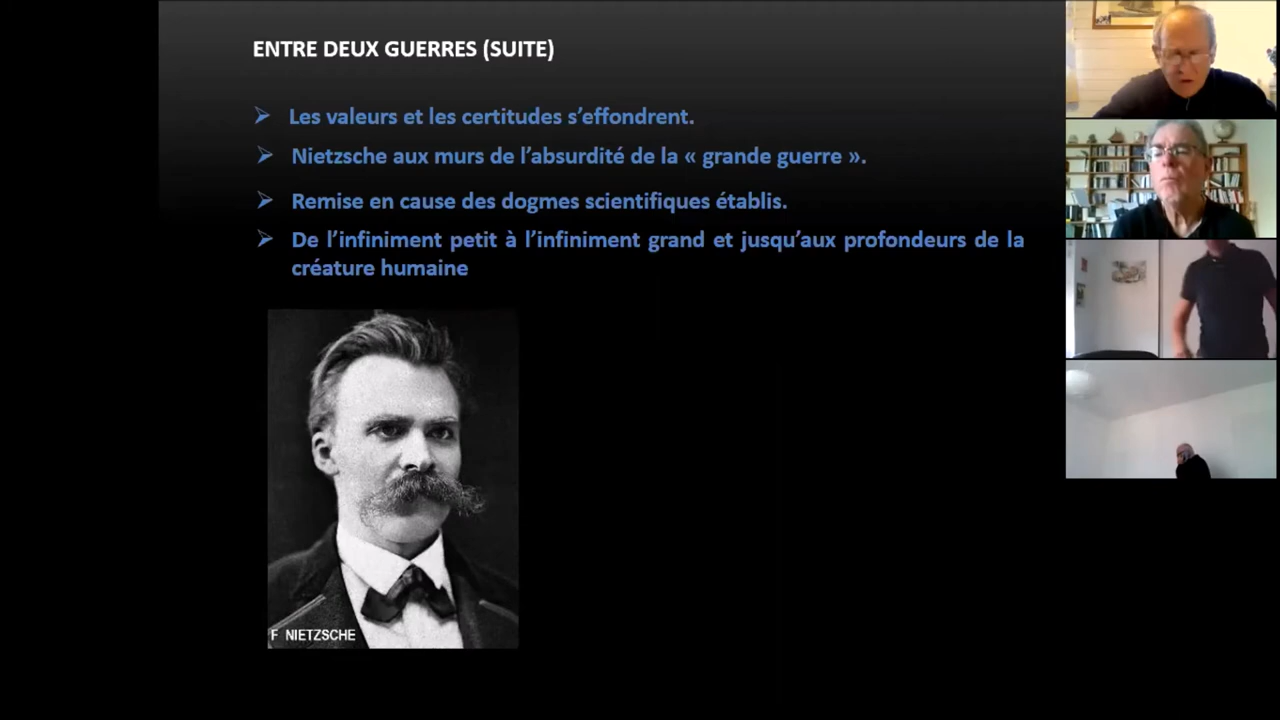 ENTRE DEUX GUERRES (SUITE)
Les valeurs et les certitudes s’effondrent.
Nietzsche aux murs de l’absurdité de la « grande guerre ».
Remise en cause des dogmes scientifiques établis.
De l’infiniment petit à l’infiniment grand et jusqu’aux profondeurs de la
créature humaine
F NIETZSCHE